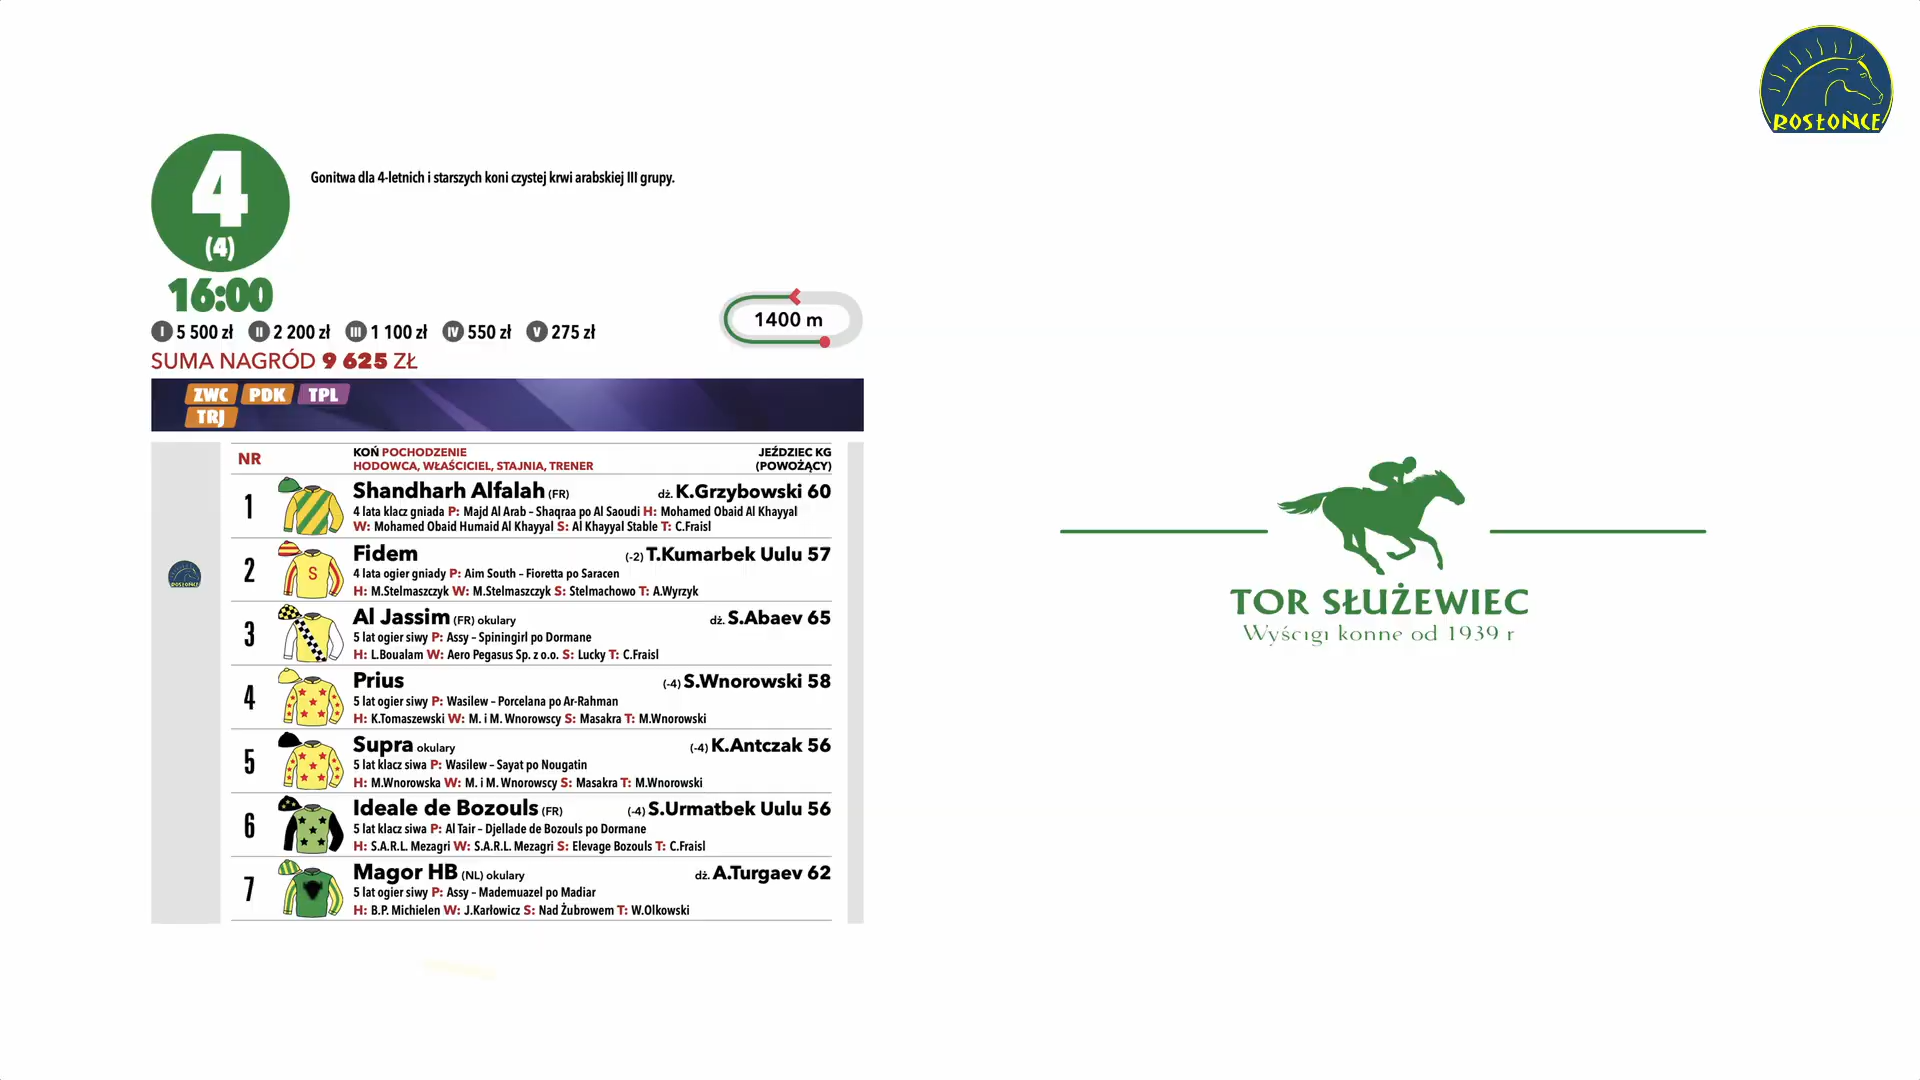 ROSŁOŃCE
4
(4)
16:00
Gonitwa dla 4-letnich i starszych koni czystej krwi arabskiej III grupy.
I 5 500 zł II 2 200 zł III 1 100 zł IV 550 zł V 275 zł
SUMA NAGRÓD 9 625 ZŁ
1400 m
ZWC PDK TPL
TRJ
NR KOŃ POCHODZENIE JEŹDZIEC KG
HODOWCA, WŁAŚCICIEL, STAJNIA, TRENER (POWOŻĄCY)
1 Shandharh Alfalah (FR) dż. K.Grzybowski 60
4 lata klacz gniada P: Majd Al Arab – Shaqraa po Al Saoudi H: Mohamed Obaid Al Khayyal
W: Mohamed Obaid Humaid Al Khayyal S: Al Khayyal Stable T: C.Fraisl
2 Fidem (-2) T.Kumarbek Uulu 57
S
4 lata ogier gniady P: Aim South – Fioretta po Saracen
H: M.Stelmaszczyk W: M.Stelmaszczyk S: Stelmachowo T: A.Wyrzyk
ROSŁOŃCE
3 Al Jassim (FR) okulary dż. S.Abaev 65
5 lat ogier siwy P: Assy – Spiningirl po Dormane
H: L.Boualam W: Aero Pegasus Sp. z o.o. S: Lucky T: C.Fraisl
4 Prius (-4) S.Wnorowski 58
5 lat ogier siwy P: Wasilew – Porcelana po Ar-Rahman
H: K.Tomaszewski W: M. i M. Wnorowscy S: Masakra T: M.Wnorowski
5 Supra okulary (-4) K.Antczak 56
5 lat klacz siwa P: Wasilew – Sayat po Nougatin
H: M.Wnorowska W: M. i M. Wnorowscy S: Masakra T: M.Wnorowski
6 Ideale de Bozouls (FR) (-4) S.Urmatbek Uulu 56
5 lat klacz siwa P: Al Tair – Djellade de Bozouls po Dormane
H: S.A.R.L. Mezagri W: S.A.R.L. Mezagri S: Elevage Bozouls T: C.Fraisl
7 Magor HB (NL) okulary dż. A.Turgaev 62
5 lat ogier siwy P: Assy – Mademuazel po Madiar
H: B.P. Michielen W: J.Karłowicz S: Nad Żubrowem T: W.Olkowski
TOR SŁUŻEWIEC
Wyścigi konne od 1939 r